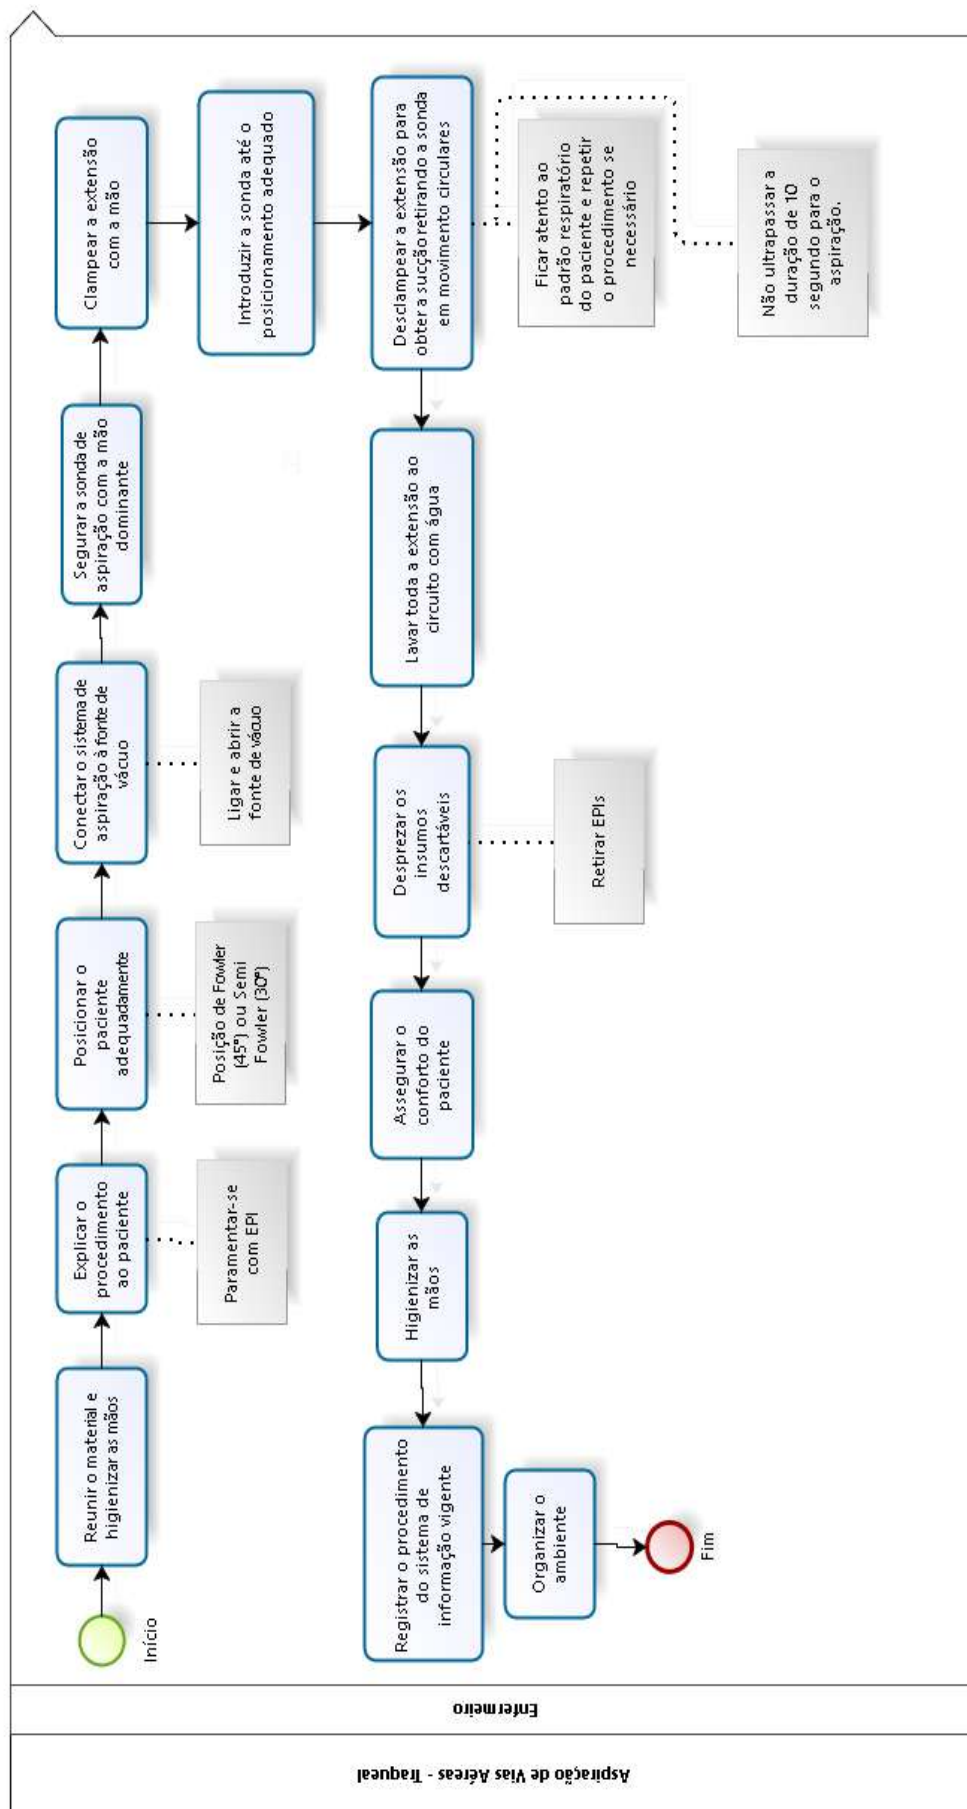 Aspiração de Vias Aéreas - Traqueal
Enfermeiro
Início
Reunir o material e
higienizar as mãos
Explicar o
procedimento
ao paciente
Paramentar-se
com EPI
Posicionar o
paciente
adequadamente
Posição de Fowler
(45°) ou Semi
Fowler (30°)
Conectar o sistema de
aspiração à fonte de
vácuo
Ligar e abrir a
fonte de vácuo
Segurar a sonda de
aspiração com a mão
dominante
Clampear a extensão
com a mão
Introduzir a sonda até o
posicionamento adequado
Desclampear a extensão para
obter a sucção retirando a sonda
em movimento circulares
Ficar atento ao
padrão respiratório
do paciente e repetir
o procedimento se
necessário
Não ultrapassar a
duração de 10
segundo para o
aspiração.
Lavar toda a extensão ao
circuito com água
Desprezar os
insumos
descartáveis
Retirar EPIs
Assegurar o
conforto do
paciente
Higienizar as
mãos
Registrar o procedimento
do sistema de
informação vigente
Organizar o
ambiente
Fim